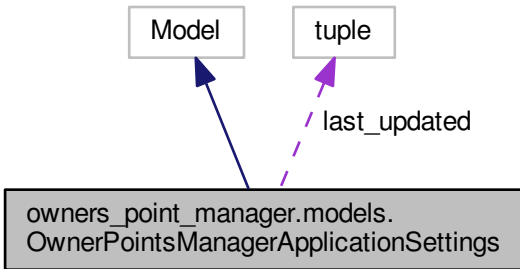 Model
tuple
last_updated
owners_point_manager.models.
OwnerPointsManagerApplicationSettings